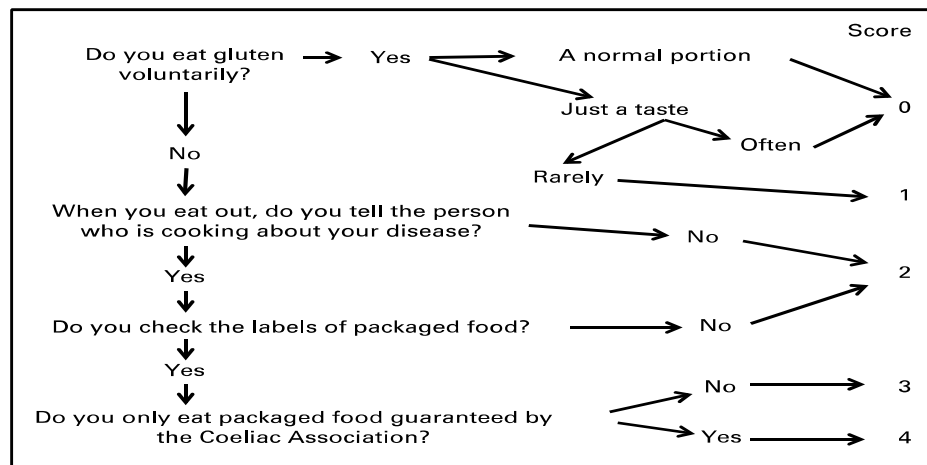 Score
Do you eat gluten
voluntarily?
Yes
A normal portion
Just a taste
0
Often
No
Rarely
1
When you eat out, do you tell the person
who is cooking about your disease?
No
2
Yes
Do you check the labels of packaged food?
No
Yes
No
3
Do you only eat packaged food guaranteed by
the Coeliac Association?
Yes
4